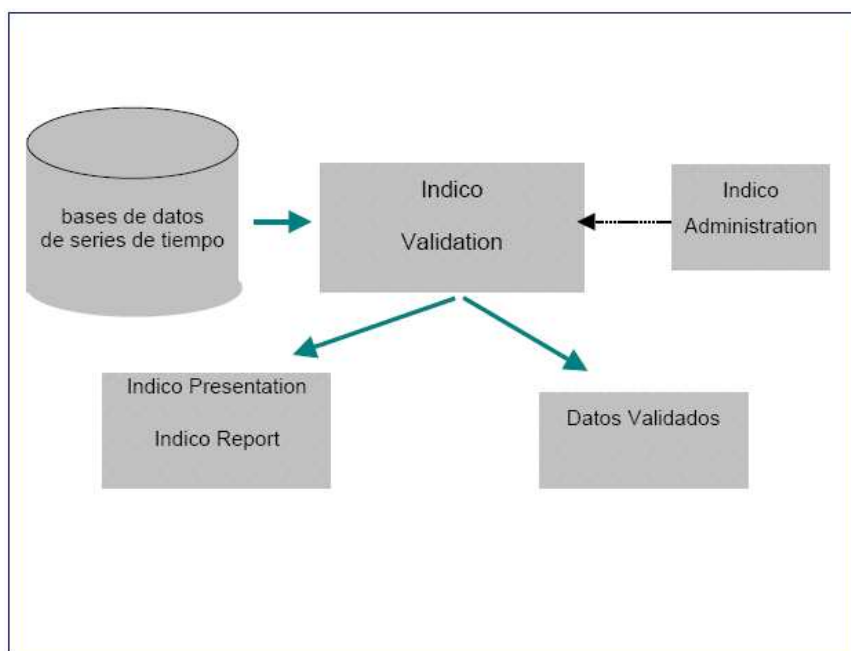 bases de datos
de series de tiempo
Indico
Validation
Indico
Administration
Indico Presentation
Indico Report
Datos Validados